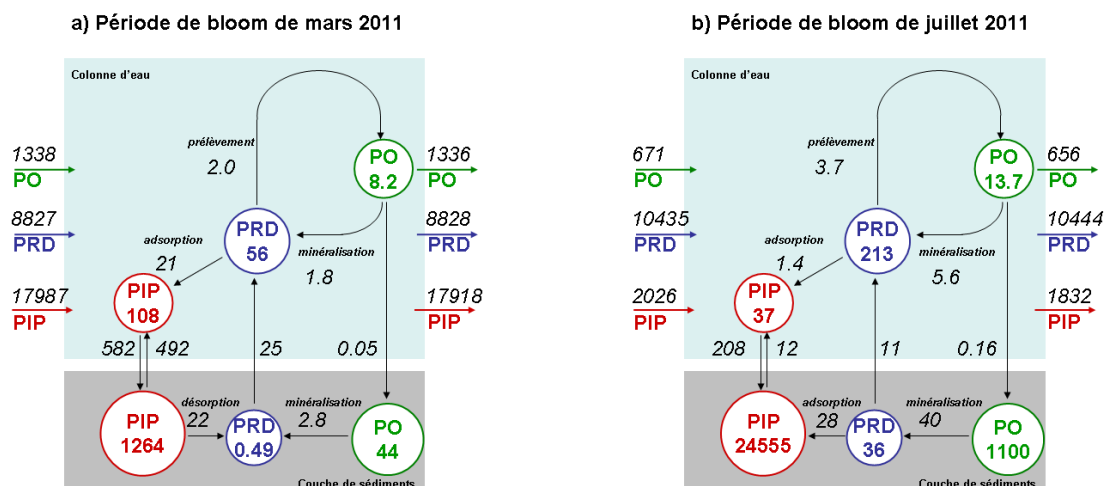 a) Période de bloom de mars 2011
Colonne d'eau
prélèvement
2.0
1338
PO
PO
8.2
1336
PO
8827
PRD
PRD
56
8828
PRD
adsorption
21
minéralisation
1.8
17987
PIP
PIP
108
17918
PIP
582
492
25
0.05
PIP
1264
désorption
22
PRD
0.49
minéralisation
2.8
PO
44
Couche de sédiments
b) Période de bloom de juillet 2011
Colonne d'eau
prélèvement
3.7
671
PO
PO
13.7
656
PO
10435
PRD
PRD
213
10444
PRD
adsorption
1.4
minéralisation
5.6
2026
PIP
PIP
37
1832
PIP
208
12
11
0.16
PIP
24555
adsorption
28
PRD
36
minéralisation
40
PO
1100
Couche de sédiments